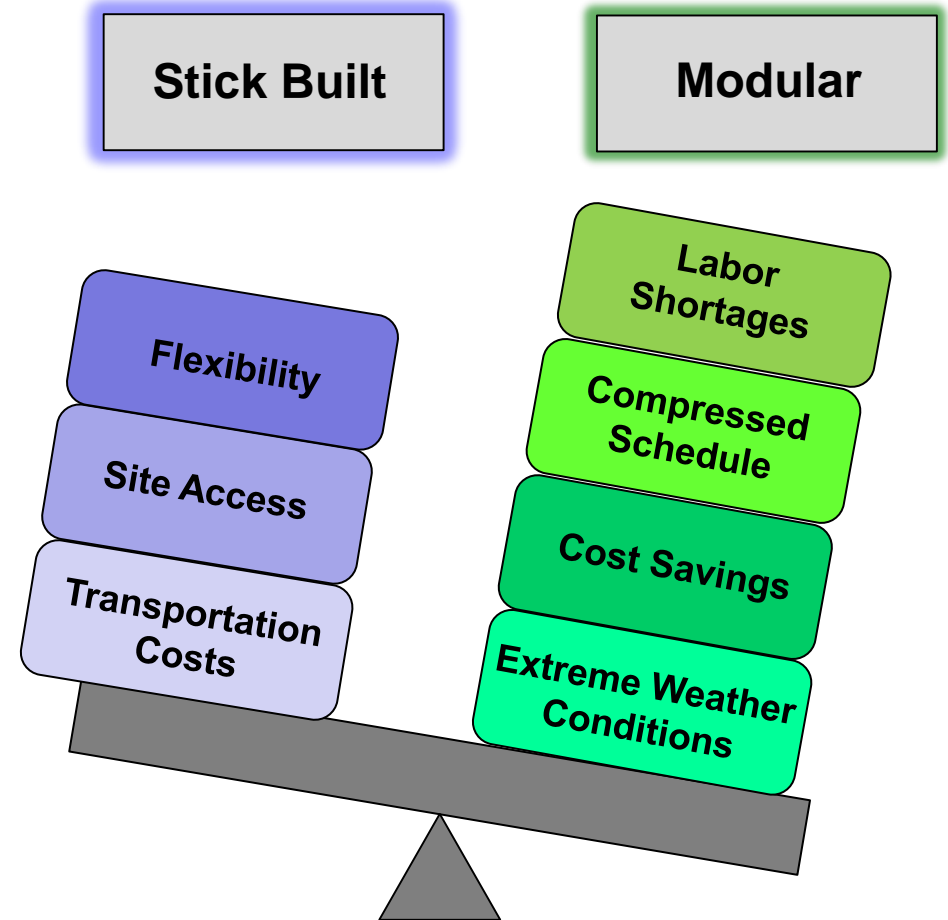 Stick Built
Modular
Flexibility
Site Access
Transportation
Costs
Labor
Shortages
Compressed
Schedule
Cost Savings
Extreme Weather
Conditions